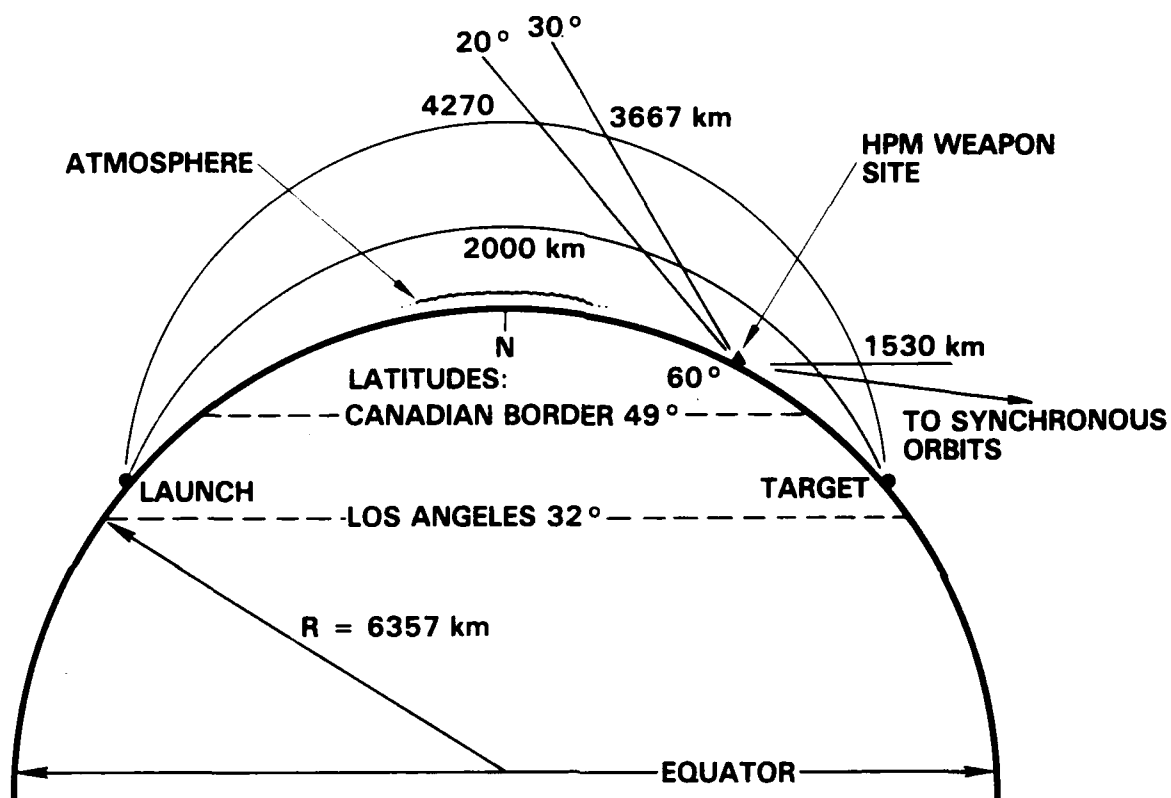 20° 30°
4270
3667 km
ATMOSPHERE
HPM WEAPON
SITE
2000 km
N
1530 km
LATITUDES:
60°
CANADIAN BORDER 49°
TO SYNCHRONOUS
ORBITS
LAUNCH
TARGET
LOS ANGELES 32°
R = 6357 km
EQUATOR